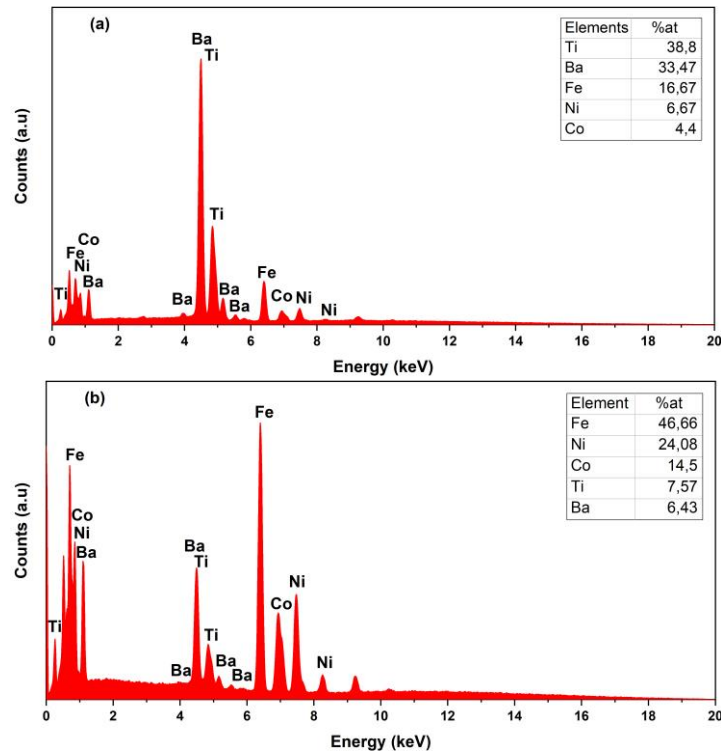 (a)
Ba
Ti
Elements %at
Ti 38,8
Ba 33,47
Fe 16,67
Ni 6,67
Co 4,4
Counts (a.u)
Ti
Co
Fe
Ni
Ba
Ti
Ba
Ba
Ba
Fe
Co
Ni
Ni
0 2 4 6 8 10 12 14 16 18 20
Energy (keV)
(b)
Fe
Element %at
Fe 46,66
Ni 24,08
Co 14,5
Ti 7,57
Ba 6,43
Counts (a.u)
Fe
Co
Ni
Ba
Ba
Ti
Co
Ni
Ti
Ti
Ba
Ba
Ba
Ni
0 2 4 6 8 10 12 14 16 18 20
Energy (keV)